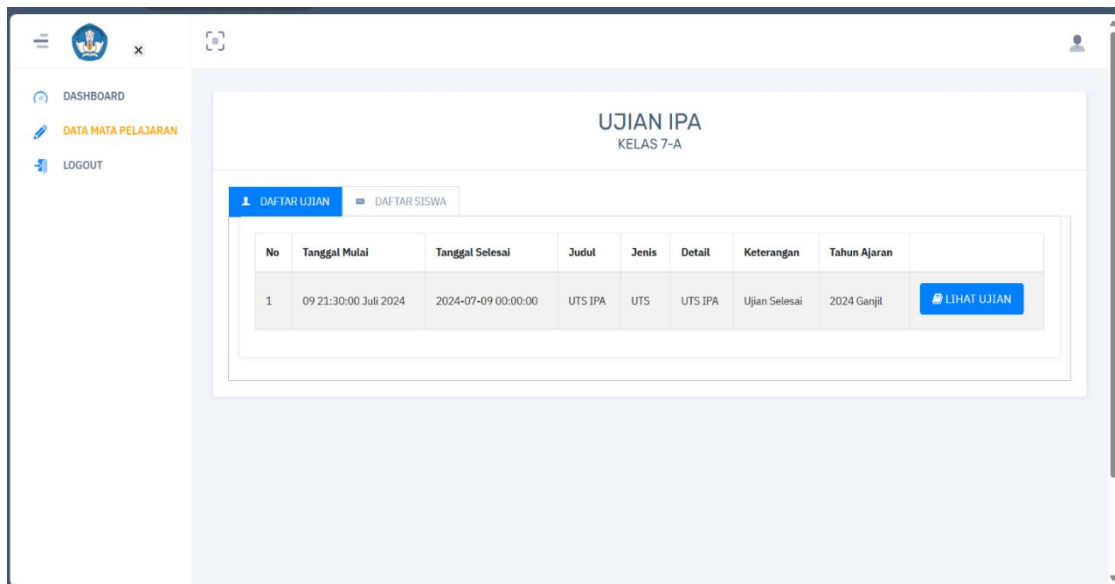 DASHBOARD
DATA MATA PELAJARAN
LOGOUT
UJIAN IPA
KELAS 7-A
DAFTAR UJIAN DAFTAR SISWA
No Tanggal Mulai Tanggal Selesai Judul Jenis Detail Keterangan Tahun Ajaran
1 09 21:30:00 Juli 2024 2024-07-09 00:00:00 UTS IPA UTS UTS IPA Ujian Selesai 2024 Ganjil LIHAT UJIAN